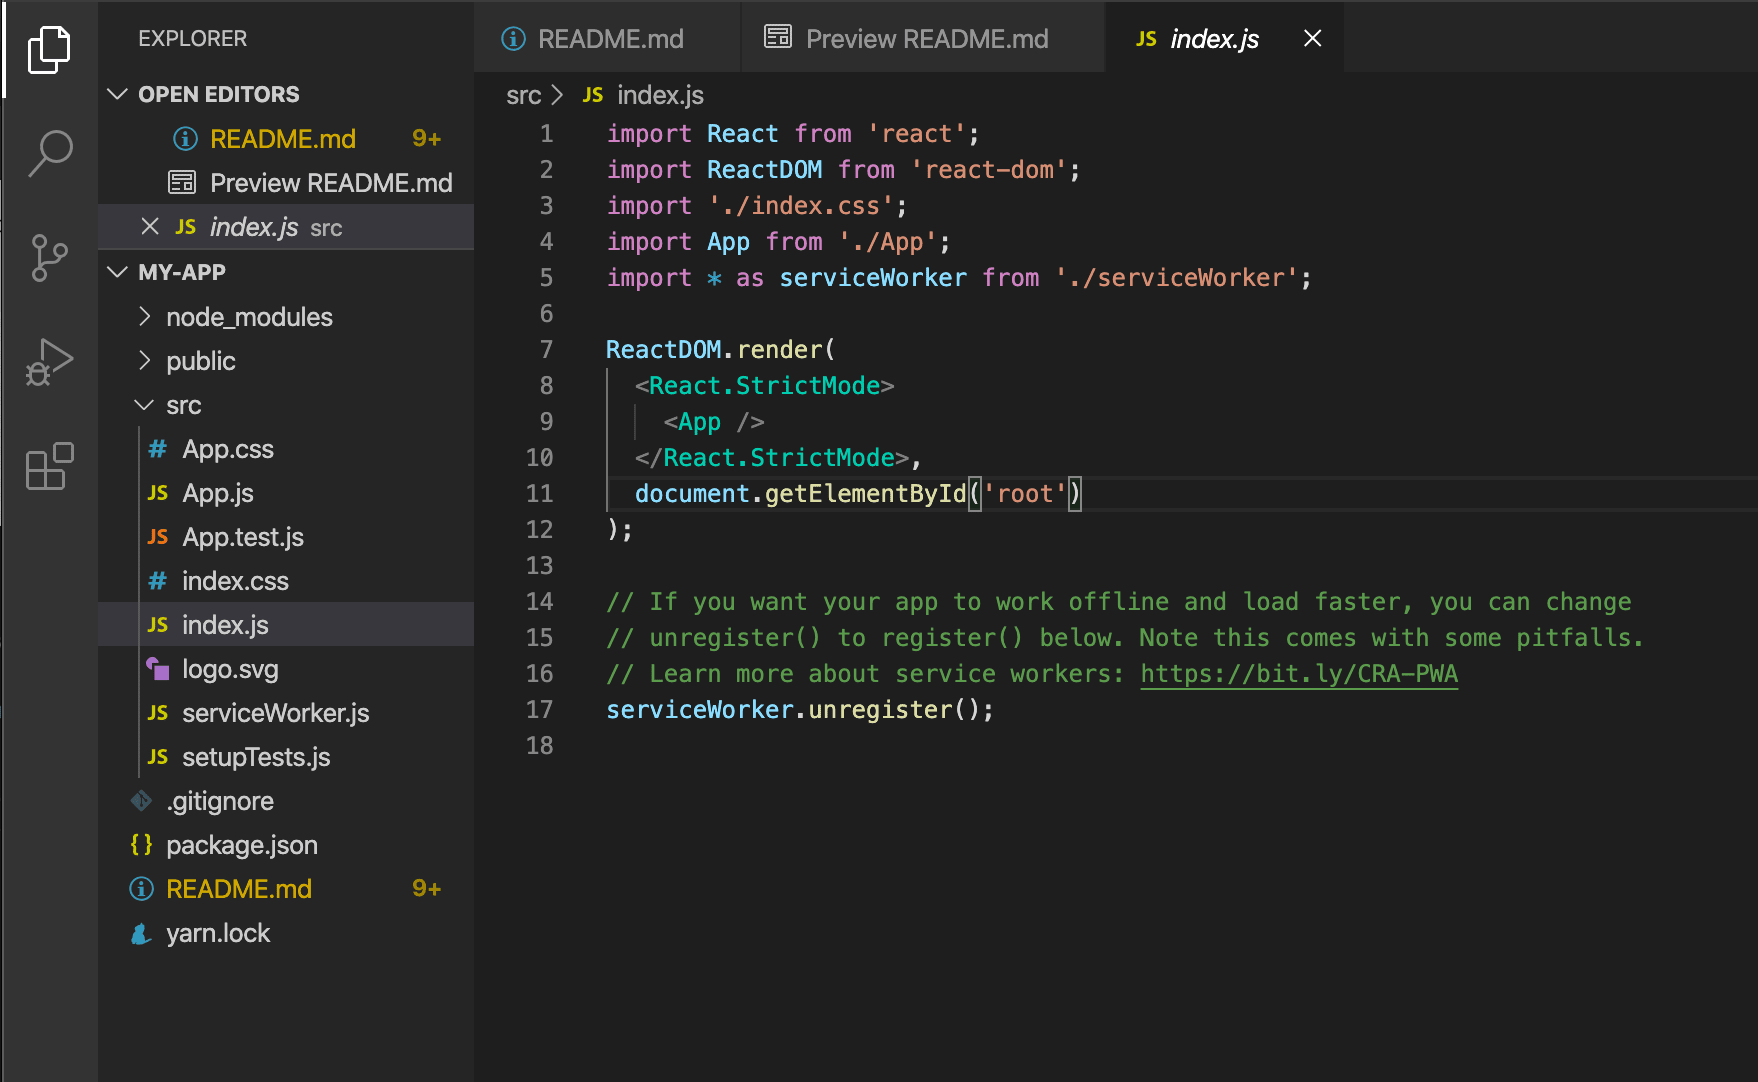 EXPLORER
OPEN EDITORS
README.md 9+
Preview README.md
JS index.js src
MY-APP
node_modules
public
src
# App.css
JS App.js
JS App.test.js
# index.css
JS index.js
logo.svg
JS serviceWorker.js
JS setupTests.js
.gitignore
{} package.json
README.md 9+
yarn.lock
README.md
Preview README.md
JS index.js
src > JS index.js
1 import React from 'react';
2 import ReactDOM from 'react-dom';
3 import './index.css';
4 import App from './App';
5 import * as serviceWorker from './serviceWorker';
6
7 ReactDOM.render(
8   <React.StrictMode>
9     <App />
10   </React.StrictMode>,
11   document.getElementById('root')
12 );
13
14 // If you want your app to work offline and load faster, you can change
15 // unregister() to register() below. Note this comes with some pitfalls.
16 // Learn more about service workers: https://bit.ly/CRA-PWA
17 serviceWorker.unregister();
18